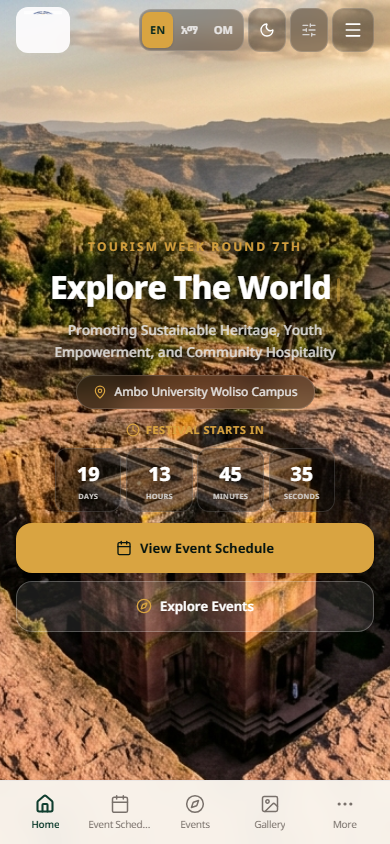 EN አማ OM
TOURISM WEEK ROUND 7TH
Explore The World
Promoting Sustainable Heritage, Youth
Empowerment, and Community Hospitality
Ambo University Woliso Campus
FESTIVAL STARTS IN
19 13 45 35
DAYS HOURS MINUTES SECONDS
View Event Schedule
Explore Events
Home Event Sched... Events Gallery More